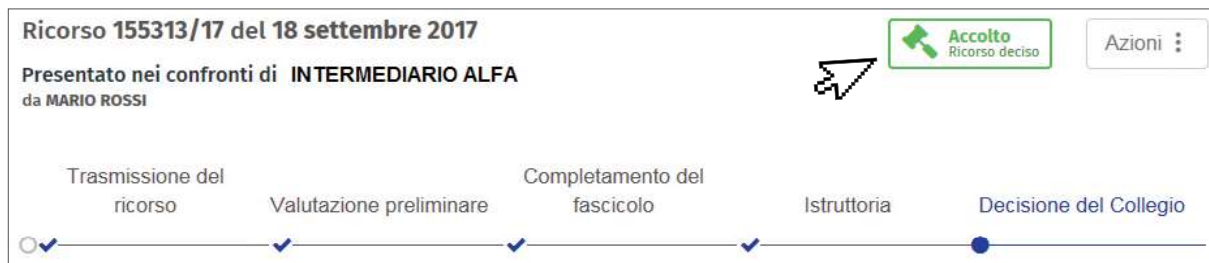 Ricorso 155313/17 del 18 settembre 2017
Accolto
Ricorso deciso
Azioni
Presentato nei confronti di INTERMEDIARIO ALFA
da MARIO ROSSI
Trasmissione del
ricorso
Valutazione preliminare
Completamento del
fascicolo
Istruttoria
Decisione del Collegio